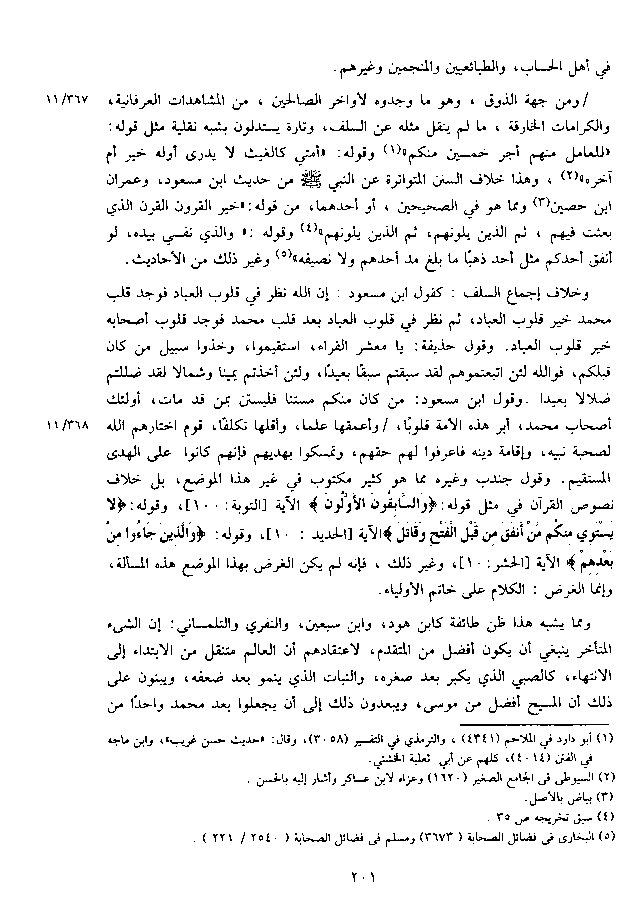 في أهل الحساب، والطبائعيين والمنجمين وغيرهم.
١١/٣٦٧
/ومن جهة الذوق ، وهو ما وجدوه لأواخر الصالحين ، من المشاهدات العرفانية،
والكرامات الخارقة ، ما لم ينقل مثله عن السلف، وتارة يستدلون بشبه نقلية مثل قوله:
«للعامل منهم أجر خمسين منكم»(١) وقوله: «أمتي كالغيث لا يدرى أوله خير أم
آخره»(٢) ، وهذا خلاف السنن المتواترة عن النبي ﷺ من حديث ابن مسعود، وعمران
ابن حصين(٣) ومما هو في الصحيحين ، أو أحدهما، من قوله:«خير القرون القرن الذي
بعثت فيهم ، ثم الذين يلونهم، ثم الذين يلونهم»(٤) وقوله :« والذي نفسي بيده، لو
أنفق أحدكم مثل أحد ذهبًا ما بلغ مد أحدهم ولا نصيفه»(٥) وغير ذلك من الأحاديث.
وخلاف إجماع السلف : كقول ابن مسعود : إن الله نظر في قلوب العباد فوجد قلب
محمد خير قلوب العباد، ثم نظر في قلوب العباد بعد قلب محمد فوجد قلوب أصحابه
خير قلوب العباد. وقول حذيفة: يا معشر القراء، استقيموا، وخذوا سبيل من كان
قبلكم، فوالله لئن اتبعتموهم لقد سبقتم سبقًا بعيدًا، ولئن أخذتم يمينا وشمالا لقد ضللتم
ضلالا بعيدا .وقول ابن مسعود: من كان منكم مستنا فليستن بمن قد مات، أولئك
١١/٣٦٨
أصحاب محمد، أبر هذه الأمة قلوبًا، /وأعمقها علما، وأقلها تكلفًا، قوم اختارهم الله
لصحبة نبيه، وإقامة دينه فاعرفوا لهم حقهم، وتمسكوا بهديهم فإنهم كانوا على الهدى
المستقيم. وقول جندب وغيره مما هو كثير مكتوب في غير هذا الموضع، بل خلاف
نصوص القرآن في مثل قوله:﴿وَالسَّابِقُونَ الأَوَّلُونَ ﴾ الآية [التوبة:١٠٠]، وقوله:﴿لا
يَسْتَوِي مِنكُم مَّنْ أَنفَقَ مِن قَبْلِ الْفَتْحِ وَقَاتَلَ ﴾الآية [الحديد : ١٠]، وقوله: ﴿وَالَّذِينَ جَاءُوا مِنْ
بَعْدِهِمْ ﴾ الآية [الحشر:١٠]، وغير ذلك ، فإنه لم يكن الغرض بهذا الموضع هذه المسألة،
وإنما الغرض : الكلام على خاتم الأولياء.
ومما يشبه هذا ظن طائفة كابن هود، وابن سبعين، والنفري والتلمساني: إن الشىء
المتأخر ينبغي أن يكون أفضل من المتقدم، لاعتقادهم أن العالم متنقل من الابتداء إلى
الانتهاء، كالصبي الذي يكبر بعد صغره، والنبات الذي ينمو بعد ضعفه، ويبنون على
ذلك أن المسيح أفضل من موسى، ويبعدون ذلك إلى أن يجعلوا بعد محمد واحدًا من
(١) أبو داود في الملاحم (٤٣٤١) ، والترمذي في التفسير (٣٠٥٨)، وقال: «حديث حسن غريب»، وابن ماجه
في الفتن (٤٠١٤)، كلهم عن أبي ثعلبة الخشني.
(٢) السيوطى فى الجامع الصغير (١٦٢٠) وعزاه لابن عساكر وأشار إليه بالحسن .
(٣) بياض بالأصل.
(٤) سبق تخريجه ص ٣٥ .
(٥) البخارى فى فضائل الصحابة ( ٣٦٧٣) ومسلم فى فضائل الصحابة ( ٢٥٤٠ / ٢٢١ ) .
٢٠١